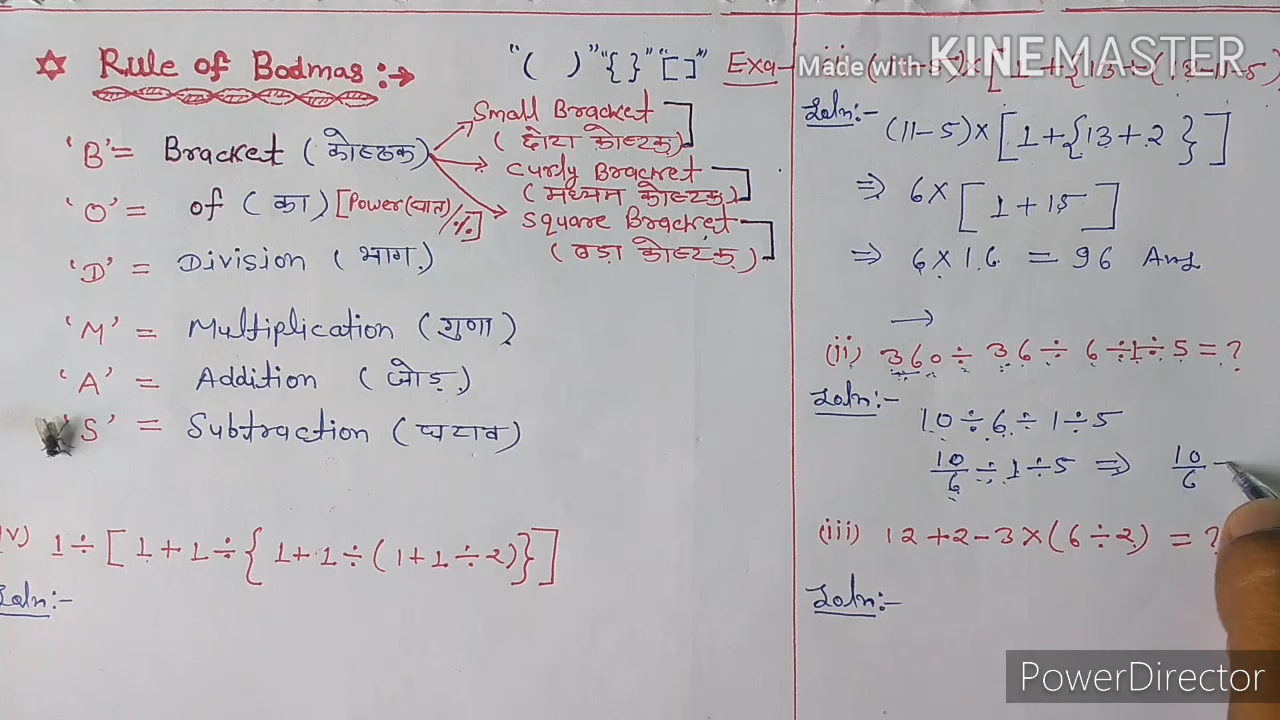 ☆ Rule of Bodmas :→
"( )" "{ }" "[ ]"
'B' = Bracket (कोष्ठक)
Small Bracket
(छोटा कोष्टक)
Curly Bracket
(मध्यम कोष्टक)
Square Bracket
(बड़ा कोष्टक)
'O' = of (का) [Power(घात)/%]
'D' = Division (भाग)
'M' = Multiplication (गुणा)
'A' = Addition (जोड़)
'S' = Subtraction (घटाव)
IV) 1÷[1+1÷{1+1÷(1+1÷2)}]
Soln:-
Exa-
Made with KINEMASTER
Soln:-
(11-5)×[1+{13+2}]
⇒ 6×[1+15]
⇒ 6×16 = 96 Ans
(ii) 360÷36÷6÷1÷5=?
Soln:-
10÷6÷1÷5
10/6÷1÷5 ⇒ 10/6
(iii) 12+2-3×(6÷2) = ?
Soln:-
PowerDirector